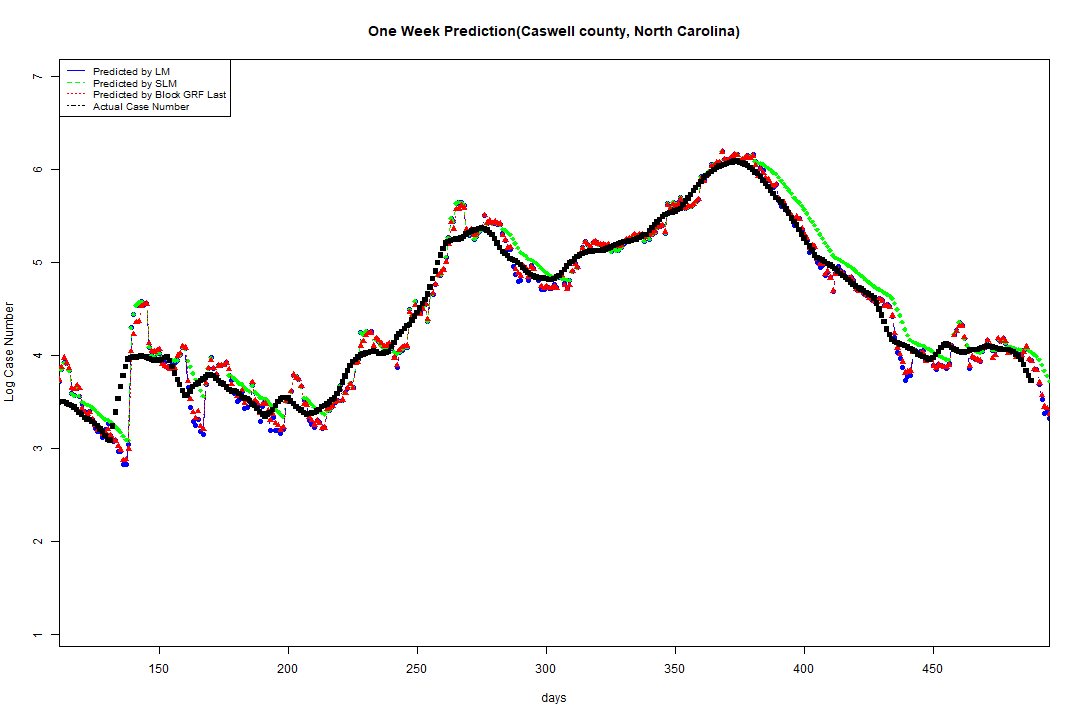 One Week Prediction(Caswell county, North Carolina)
Predicted by LM
Predicted by SLM
Predicted by Block GRF Last
Actual Case Number
7
6
5
4
3
2
1
Log Case Number
150 200 250 300 350 400 450
days